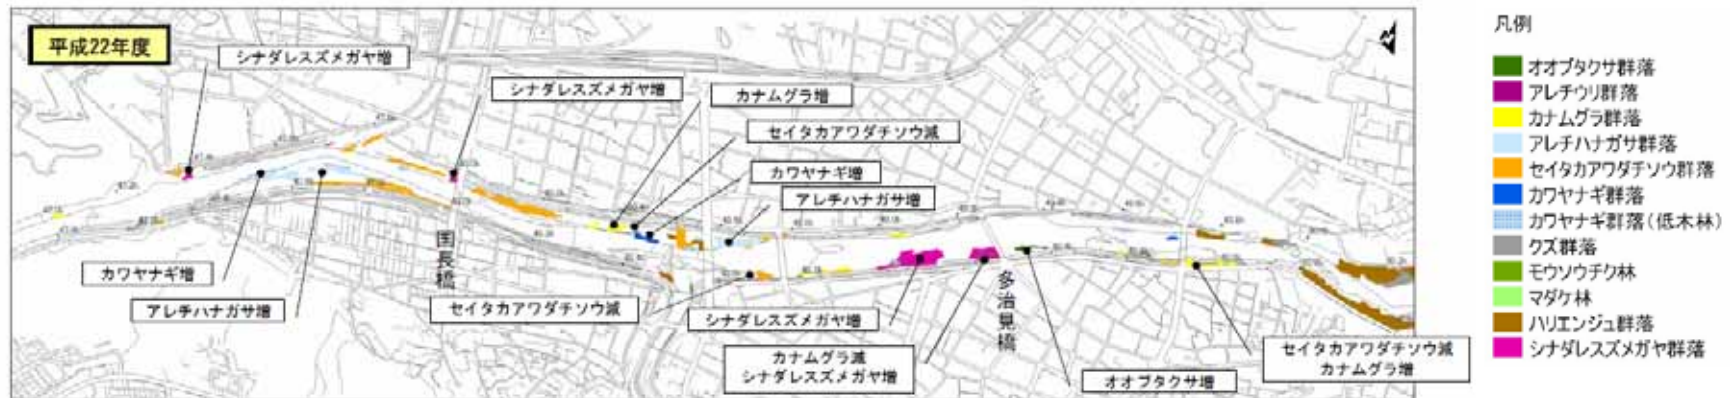 平成22年度
シナダレスズメガヤ増
シナダレスズメガヤ増
カナムグラ増
セイタカアワダチソウ減
カワヤナギ増
アレチハナガサ増
国長橋
カワヤナギ増
アレチハナガサ増
セイタカアワダチソウ減
シナダレスズメガヤ増
多治見橋
カナムグラ減
シナダレスズメガヤ増
オオブタクサ増
セイタカアワダチソウ減
カナムグラ増
凡例
オオブタクサ群落
アレチウリ群落
カナムグラ群落
アレチハナガサ群落
セイタカアワダチソウ群落
カワヤナギ群落
カワヤナギ群落(低木林)
クズ群落
モウソウチク林
マダケ林
ハリエンジュ群落
シナダレスズメガヤ群落